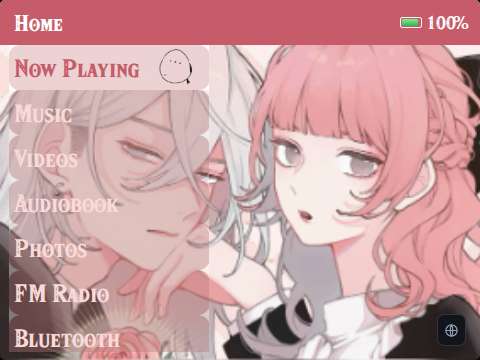 Home
100%
Now Playing
Music
Videos
Audiobook
Photos
FM Radio
Bluetooth